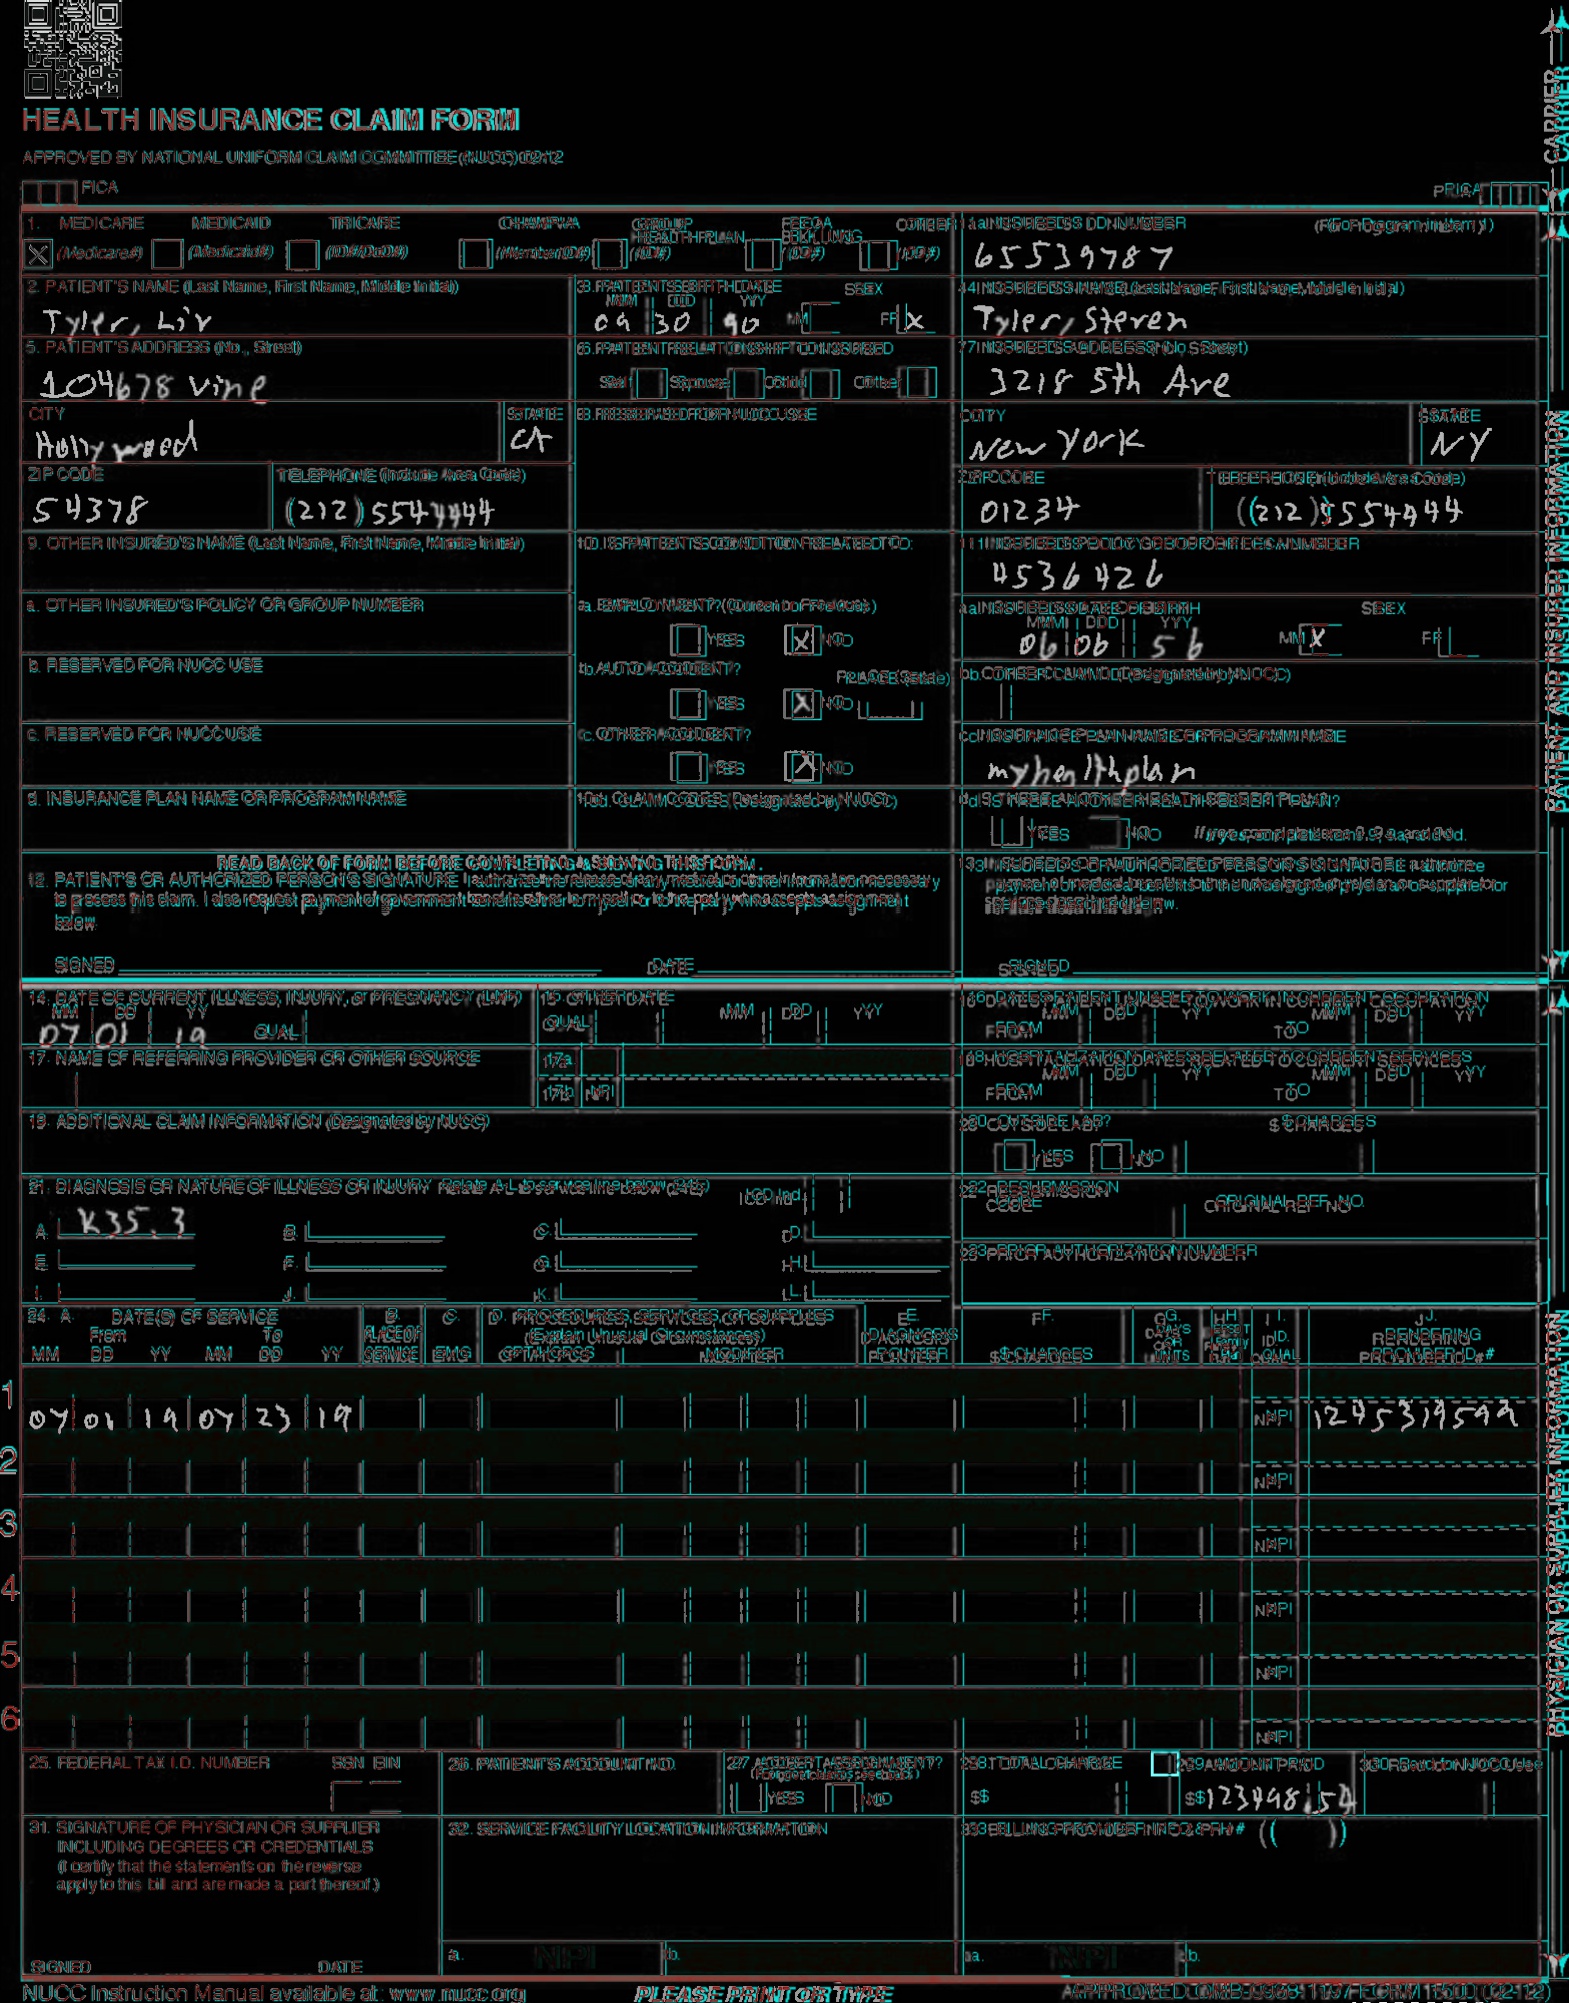 HEALTH INSURANCE CLAIM FORM
APPROVED BY NATIONAL UNIFORM CLAIM COMMITTEE (NUCC) 02/12
PICA
PICA
CARRIER
1. MEDICARE MEDICAID TRICARE CHAMPVA GROUP HEALTH PLAN FECA BLK LUNG OTHER
X (Medicare#) (Medicaid#) (ID#/DoD#) (Member ID#) (ID#) (ID#) (ID#)
1a. INSURED'S I.D. NUMBER (For Program in Item 1)
65539787
2. PATIENT'S NAME (Last Name, First Name, Middle Initial)
Tyler, Liv
3. PATIENT'S BIRTH DATE SEX
MM DD YY
09 30 90 M F X
4. INSURED'S NAME (Last Name, First Name, Middle Initial)
Tyler, Steven
5. PATIENT'S ADDRESS (No., Street)
104678 Vine
6. PATIENT RELATIONSHIP TO INSURED
Self Spouse Child Other
7. INSURED'S ADDRESS (No., Street)
3218 5th Ave
CITY
Hollywood
STATE
CA
8. RESERVED FOR NUCC USE
CITY
New York
STATE
NY
ZIP CODE
54378
TELEPHONE (Include Area Code)
(212) 5544444
ZIP CODE
01234
TELEPHONE (Include Area Code)
(212) 5554444
9. OTHER INSURED'S NAME (Last Name, First Name, Middle Initial)
10. IS PATIENT'S CONDITION RELATED TO:
11. INSURED'S POLICY GROUP OR FECA NUMBER
4536426
a. OTHER INSURED'S POLICY OR GROUP NUMBER
a. EMPLOYMENT? (Current or Previous)
YES X NO
a. INSURED'S DATE OF BIRTH SEX
MM DD YY
06 06 56 M X F
b. RESERVED FOR NUCC USE
b. AUTO ACCIDENT? PLACE (State)
YES X NO
b. OTHER CLAIM ID (Designated by NUCC)
c. RESERVED FOR NUCC USE
c. OTHER ACCIDENT?
YES X NO
c. INSURANCE PLAN NAME OR PROGRAM NAME
myhealthplan
d. INSURANCE PLAN NAME OR PROGRAM NAME
10d. CLAIM CODES (Designated by NUCC)
d. IS THERE ANOTHER HEALTH BENEFIT PLAN?
YES NO If yes, complete items 9, 9a, and 9d.
READ BACK OF FORM BEFORE COMPLETING & SIGNING THIS FORM.
12. PATIENT'S OR AUTHORIZED PERSON'S SIGNATURE I authorize the release of any medical or other information necessary
to process this claim. I also request payment of government benefits either to myself or to the party who accepts assignment
below.
SIGNED DATE
13. INSURED'S OR AUTHORIZED PERSON'S SIGNATURE I authorize
payment of medical benefits to the undersigned physician or supplier for
services described below.
SIGNED
PATIENT AND INSURED INFORMATION
14. DATE OF CURRENT ILLNESS, INJURY, or PREGNANCY (LMP)
MM DD YY
07 01 19 QUAL.
15. OTHER DATE
QUAL. MM DD YY
16. DATES PATIENT UNABLE TO WORK IN CURRENT OCCUPATION
MM DD YY MM DD YY
FROM TO
17. NAME OF REFERRING PROVIDER OR OTHER SOURCE
17a.
17b. NPI
18. HOSPITALIZATION DATES RELATED TO CURRENT SERVICES
MM DD YY MM DD YY
FROM TO
19. ADDITIONAL CLAIM INFORMATION (Designated by NUCC)
20. OUTSIDE LAB? $ CHARGES
YES NO
21. DIAGNOSIS OR NATURE OF ILLNESS OR INJURY Relate A-L to service line below (24E) ICD Ind.
A. K35.3 B. C. D.
E. F. G. H.
I. J. K. L.
22. RESUBMISSION CODE ORIGINAL REF. NO.
23. PRIOR AUTHORIZATION NUMBER
24. A. DATE(S) OF SERVICE B. C. D. PROCEDURES, SERVICES, OR SUPPLIES E. F. G. H. I. J.
From To PLACE OF (Explain Unusual Circumstances) DIAGNOSIS DAYS OR EPSDT Family ID. RENDERING
MM DD YY MM DD YY SERVICE EMG CPT/HCPCS MODIFIER POINTER $ CHARGES UNITS Plan QUAL. PROVIDER ID. #
1 07 01 19 07 23 19 NPI
2 NPI
3 NPI
4 NPI
5 NPI
6 NPI
PHYSICIAN OR SUPPLIER INFORMATION
25. FEDERAL TAX I.D. NUMBER SSN EIN
26. PATIENT'S ACCOUNT NO.
27. ACCEPT ASSIGNMENT?
(For govt. claims, see back)
YES NO
28. TOTAL CHARGE
$
29. AMOUNT PAID
$ 123498.54
30. Rsvd for NUCC Use
31. SIGNATURE OF PHYSICIAN OR SUPPLIER
INCLUDING DEGREES OR CREDENTIALS
(I certify that the statements on the reverse
apply to this bill and are made a part thereof.)
SIGNED DATE
32. SERVICE FACILITY LOCATION INFORMATION
a. NPI b.
33. BILLING PROVIDER INFO & PH # ( )
a. NPI b.
NUCC Instruction Manual available at: www.nucc.org
PLEASE PRINT OR TYPE